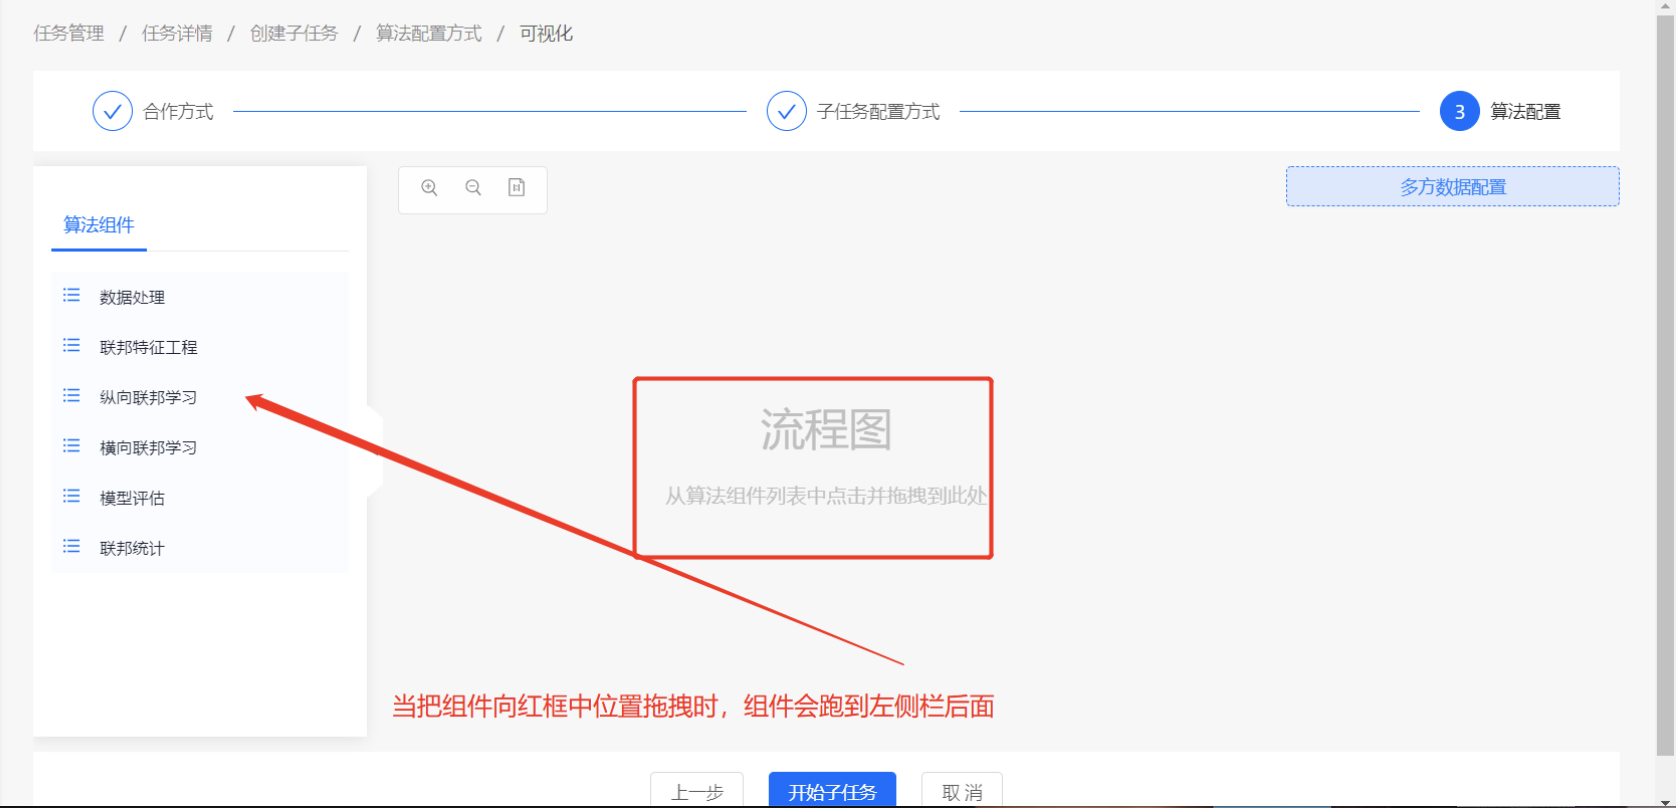 任务管理 / 任务详情 / 创建子任务 / 算法配置方式 / 可视化
合作方式
子任务配置方式
3 算法配置
多方数据配置
算法组件
数据处理
联邦特征工程
纵向联邦学习
横向联邦学习
模型评估
联邦统计
流程图
从算法组件列表中点击并拖拽到此处
当把组件向红框中位置拖拽时，组件会跑到左侧栏后面
上一步 开始子任务 取 消